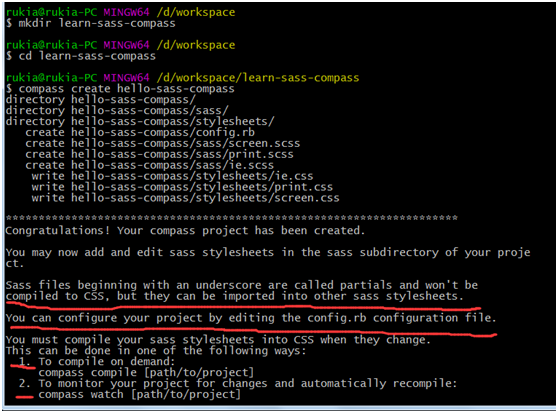 rukia@rukia-PC MINGW64 /d/workspace
$ mkdir learn-sass-compass
rukia@rukia-PC MINGW64 /d/workspace
$ cd learn-sass-compass
rukia@rukia-PC MINGW64 /d/workspace/learn-sass-compass
$ compass create hello-sass-compass
directory hello-sass-compass/
directory hello-sass-compass/sass/
directory hello-sass-compass/stylesheets/
create hello-sass-compass/config.rb
create hello-sass-compass/sass/screen.scss
create hello-sass-compass/sass/print.scss
create hello-sass-compass/sass/ie.scss
write hello-sass-compass/stylesheets/ie.css
write hello-sass-compass/stylesheets/print.css
write hello-sass-compass/stylesheets/screen.css
*********************************************************************
Congratulations! Your compass project has been created.
You may now add and edit sass stylesheets in the sass subdirectory of your proje
ct.
Sass files beginning with an underscore are called partials and won't be
compiled to CSS, but they can be imported into other sass stylesheets.
You can configure your project by editing the config.rb configuration file.
You must compile your sass stylesheets into CSS when they change.
This can be done in one of the following ways:
1. To compile on demand:
compass compile [path/to/project]
2. To monitor your project for changes and automatically recompile:
compass watch [path/to/project]